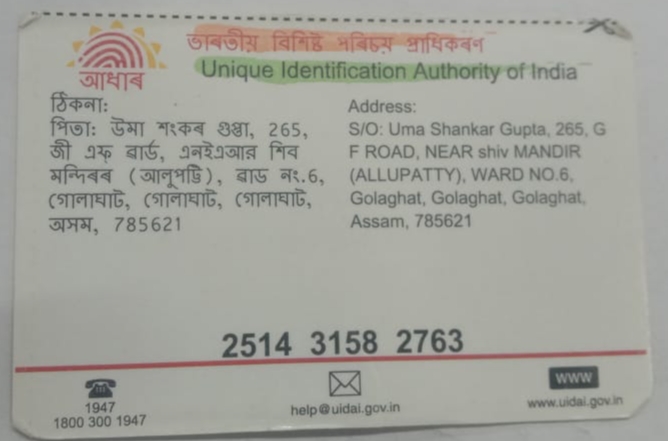 ভাৰতীয় বিশিষ্ট পৰিচয় প্ৰাধিকৰণ
Unique Identification Authority of India
আধাৰ
ঠিকনা:
পিতা: উমা শংকৰ গুপ্তা, 265,
জী এফ ৰার্ড, এনইএআৰ শিব
মন্দিৰৰ (আলুপট্টি), ৱাড নং.6,
গোলাঘাট, গোলাঘাট, গোলাঘাট,
অসম, 785621
Address:
S/O: Uma Shankar Gupta, 265, G
F ROAD, NEAR shiv MANDIR
(ALLUPATTY), WARD NO.6,
Golaghat, Golaghat, Golaghat,
Assam, 785621
2514 3158 2763
1947
1800 300 1947
help@uidai.gov.in
www
www.uidai.gov.in